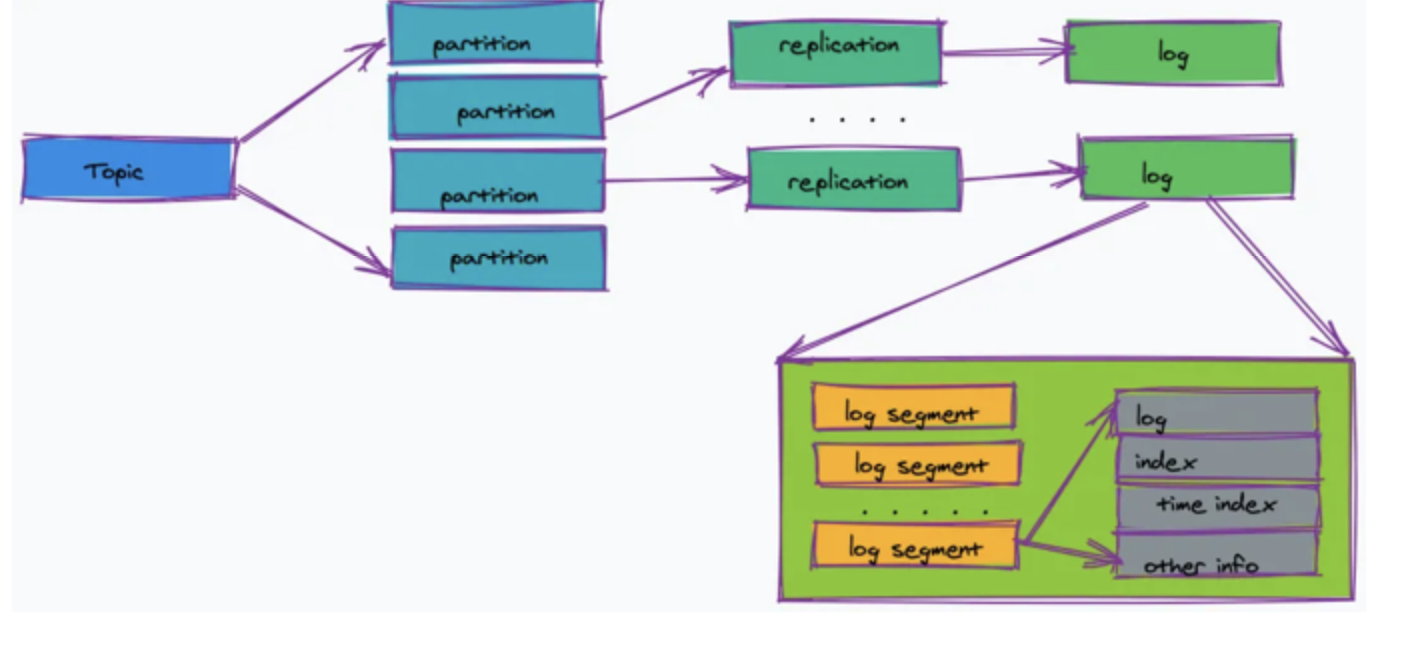 Topic
partition
partition
partition
partition
replication
. . . .
replication
log
log
log segment
log segment
. . . . .
log segment
log
index
time index
other info